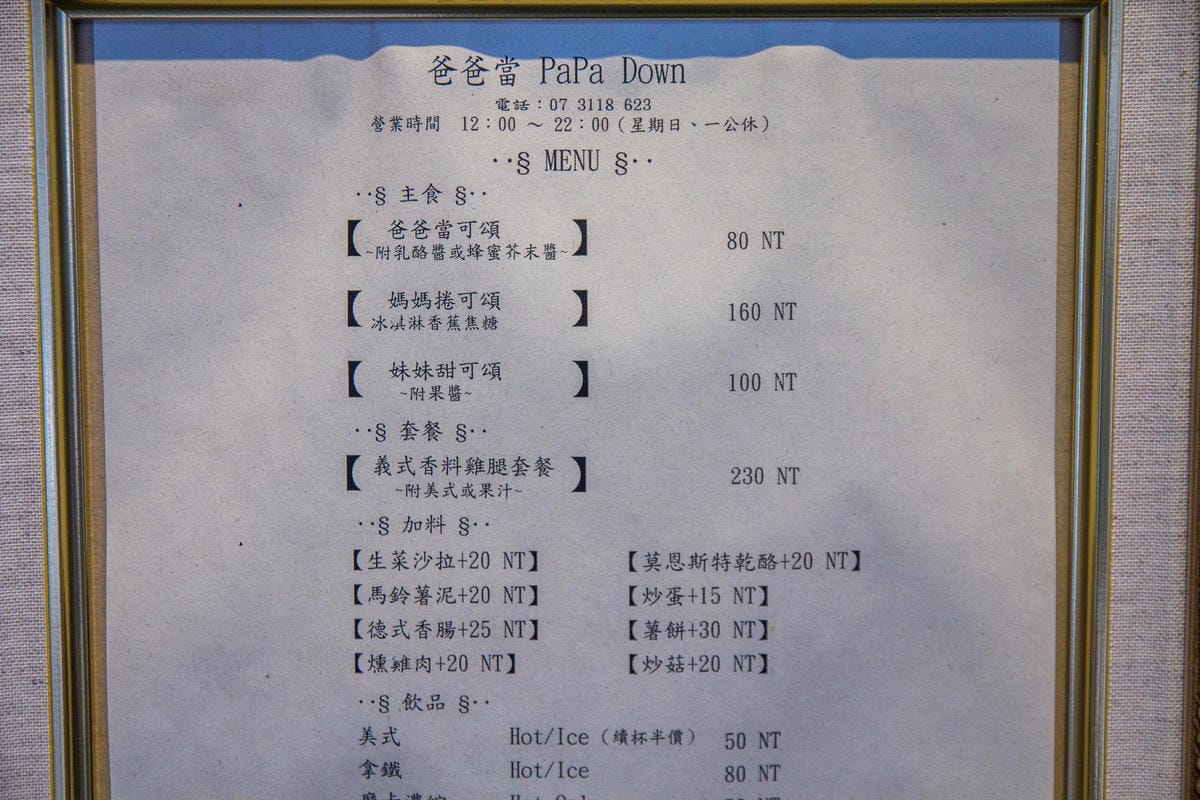 爸爸當 PaPa Down
電話：07 3118 623
營業時間 12：00 ～ 22：00（星期日、一公休）
··§ MENU §··
··§ 主食 §··
【爸爸當可頌 ~附乳酪醬或蜂蜜芥末醬~】 80 NT
【媽媽捲可頌 冰淇淋香蕉焦糖】 160 NT
【妹妹甜可頌 ~附果醬~】 100 NT
··§ 套餐 §··
【義式香料雞腿套餐 ~附美式或果汁~】 230 NT
··§ 加料 §··
【生菜沙拉+20 NT】 【莫恩斯特乾酪+20 NT】
【馬鈴薯泥+20 NT】 【炒蛋+15 NT】
【德式香腸+25 NT】 【薯餅+30 NT】
【燻雞肉+20 NT】 【炒菇+20 NT】
··§ 飲品 §··
美式 Hot/Ice（續杯半價） 50 NT
拿鐵 Hot/Ice 80 NT